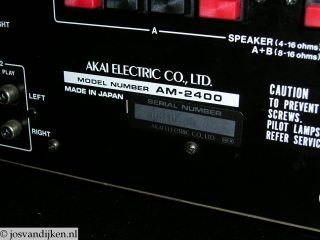 A
SPEAKER (4-16 ohms)
A+B (8-16 ohms)
PLAY
LEFT
RIGHT
AKAI ELECTRIC CO., LTD.
MODEL NUMBER AM-2400
MADE IN JAPAN
SERIAL NUMBER
AKAI ELECTRIC CO., LTD.
CAUTION
TO PREVENT
SCREWS.
PILOT LAMPS
REFER SERVIC
© josvandijken.nl